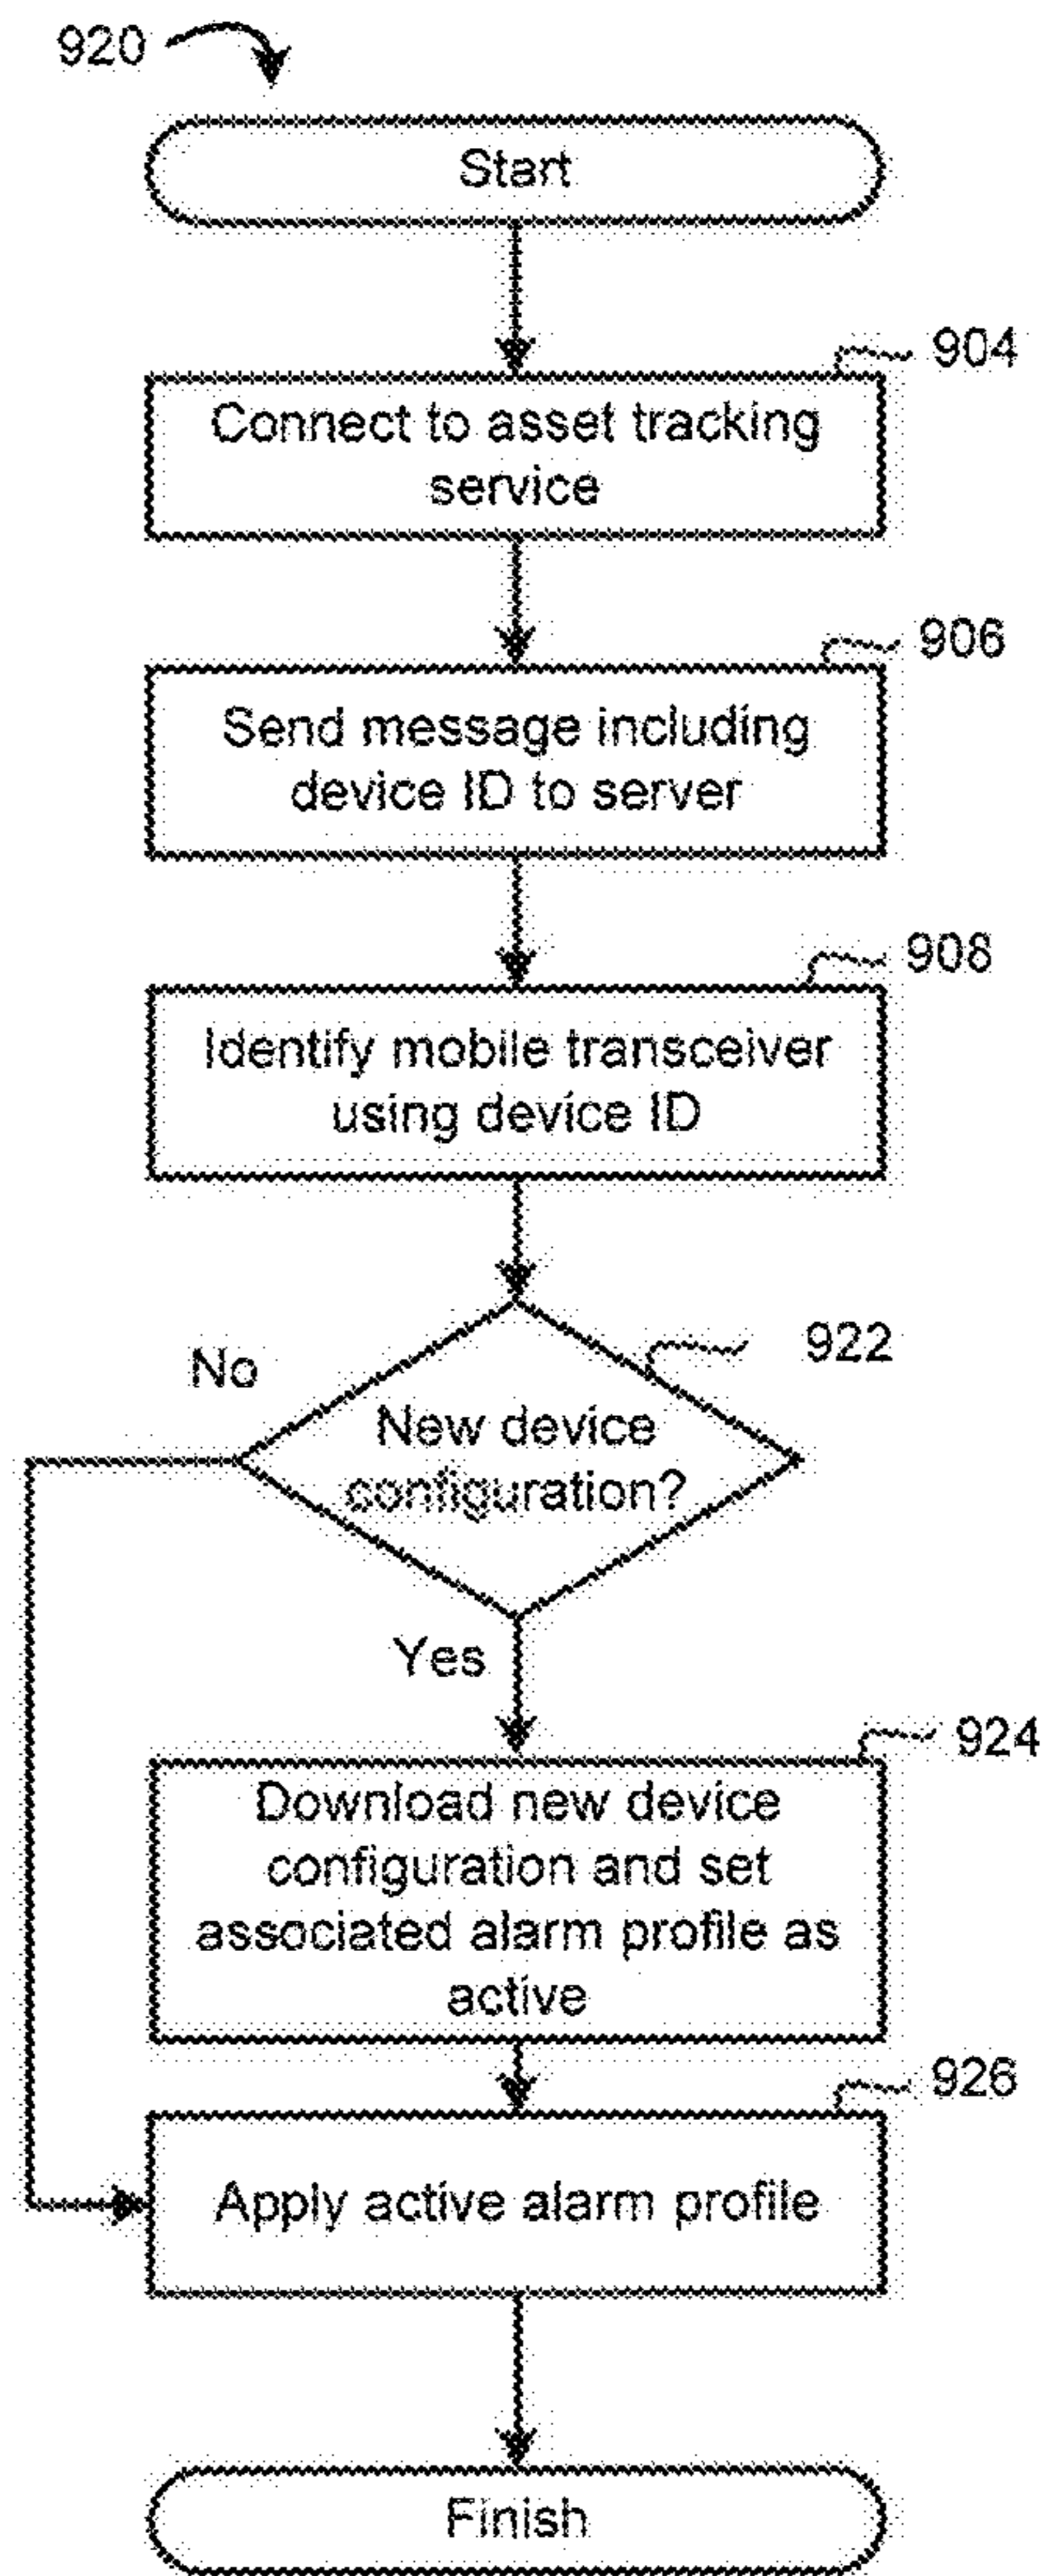 920
Start
904
Connect to asset tracking
service
906
Send message including
device ID to server
908
Identify mobile transceiver
using device ID
922
No
New device
configuration?
Yes
924
Download new device
configuration and set
associated alarm profile as
active
926
Apply active alarm profile
Finish